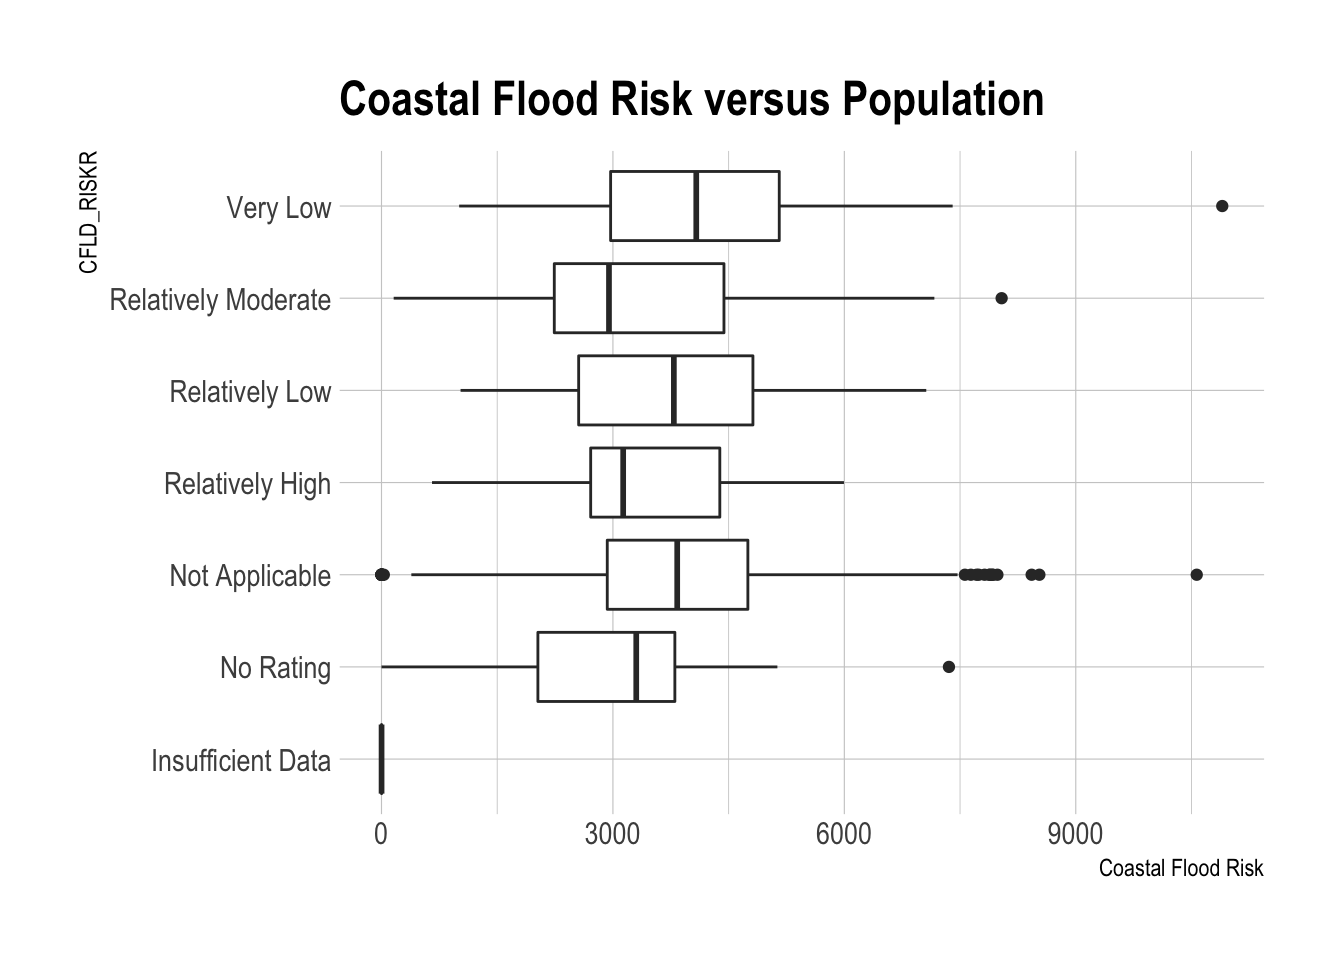 Coastal Flood Risk versus Population
CFLD_RISKR
Very Low
Relatively Moderate
Relatively Low
Relatively High
Not Applicable
No Rating
Insufficient Data
0 3000 6000 9000
Coastal Flood Risk